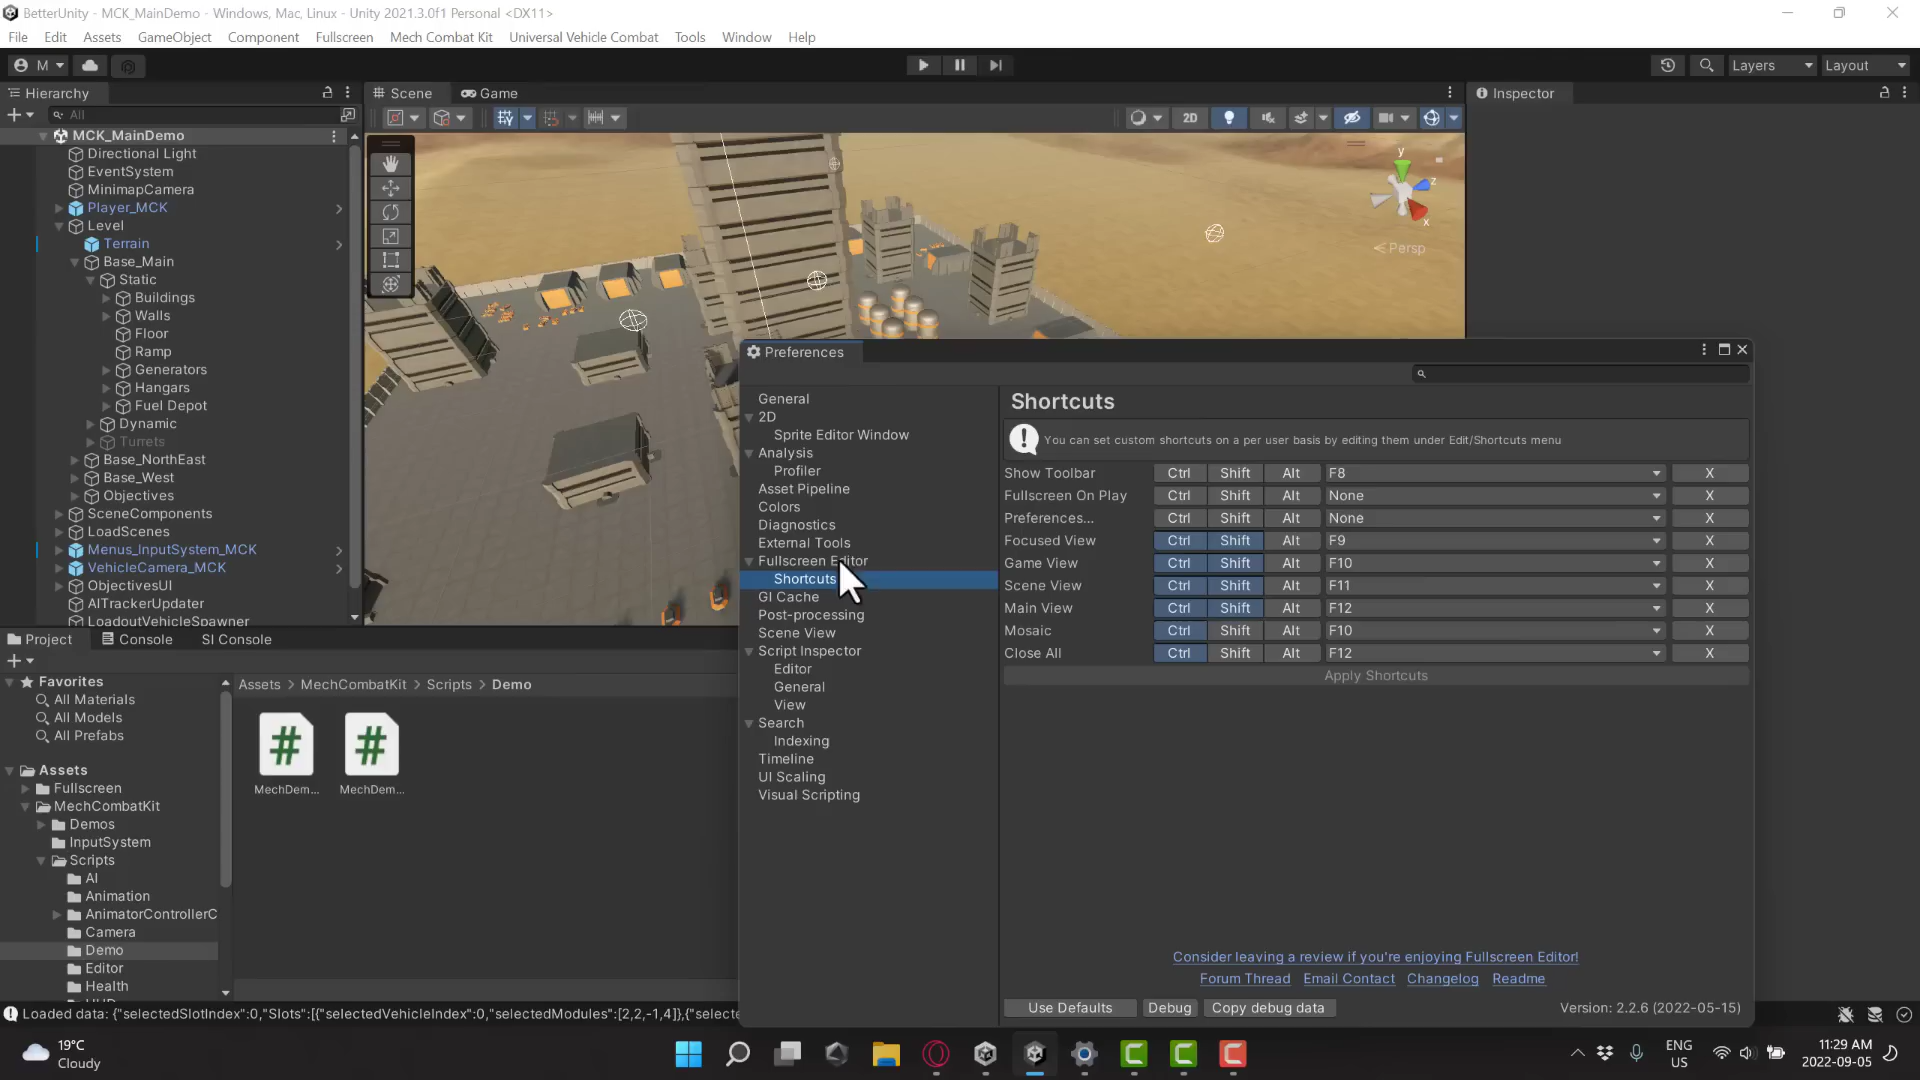 BetterUnity - MCK_MainDemo - Windows, Mac, Linux - Unity 2021.3.0f1 Personal <DX11>
File Edit Assets GameObject Component Fullscreen Mech Combat Kit Universal Vehicle Combat Tools Window Help
M
Layers
Layout
Hierarchy
All
MCK_MainDemo
Directional Light
EventSystem
MinimapCamera
Player_MCK
Level
Terrain
Base_Main
Static
Buildings
Walls
Floor
Ramp
Generators
Hangars
Fuel Depot
Dynamic
Turrets
Base_NorthEast
Base_West
Objectives
SceneComponents
LoadScenes
Menus_InputSystem_MCK
VehicleCamera_MCK
ObjectivesUI
AITrackerUpdater
LoadoutVehicleSpawner
Scene
Game
2D
y
z
x
Persp
Inspector
Preferences
General
2D
Sprite Editor Window
Analysis
Profiler
Asset Pipeline
Colors
Diagnostics
External Tools
Fullscreen Editor
Shortcuts
GI Cache
Post-processing
Scene View
Script Inspector
Editor
General
View
Search
Indexing
Timeline
UI Scaling
Visual Scripting
Shortcuts
You can set custom shortcuts on a per user basis by editing them under Edit/Shortcuts menu
Show Toolbar Ctrl Shift Alt F8 X
Fullscreen On Play Ctrl Shift Alt None X
Preferences... Ctrl Shift Alt None X
Focused View Ctrl Shift Alt F9 X
Game View Ctrl Shift Alt F10 X
Scene View Ctrl Shift Alt F11 X
Main View Ctrl Shift Alt F12 X
Mosaic Ctrl Shift Alt F10 X
Close All Ctrl Shift Alt F12 X
Apply Shortcuts
Consider leaving a review if you're enjoying Fullscreen Editor!
Forum Thread Email Contact Changelog Readme
Use Defaults Debug Copy debug data Version: 2.2.6 (2022-05-15)
Project Console SI Console
Favorites
All Materials
All Models
All Prefabs
Assets
Fullscreen
MechCombatKit
Demos
InputSystem
Scripts
AI
Animation
AnimatorControllerC
Camera
Demo
Editor
Health
Assets > MechCombatKit > Scripts > Demo
MechDem...
MechDem...
Loaded data: {"selectedSlotIndex":0,"Slots":[{"selectedVehicleIndex":0,"selectedModules":[2,2,-1,4]},{"selecte
19°C
Cloudy
ENG
US
11:29 AM
2022-09-05